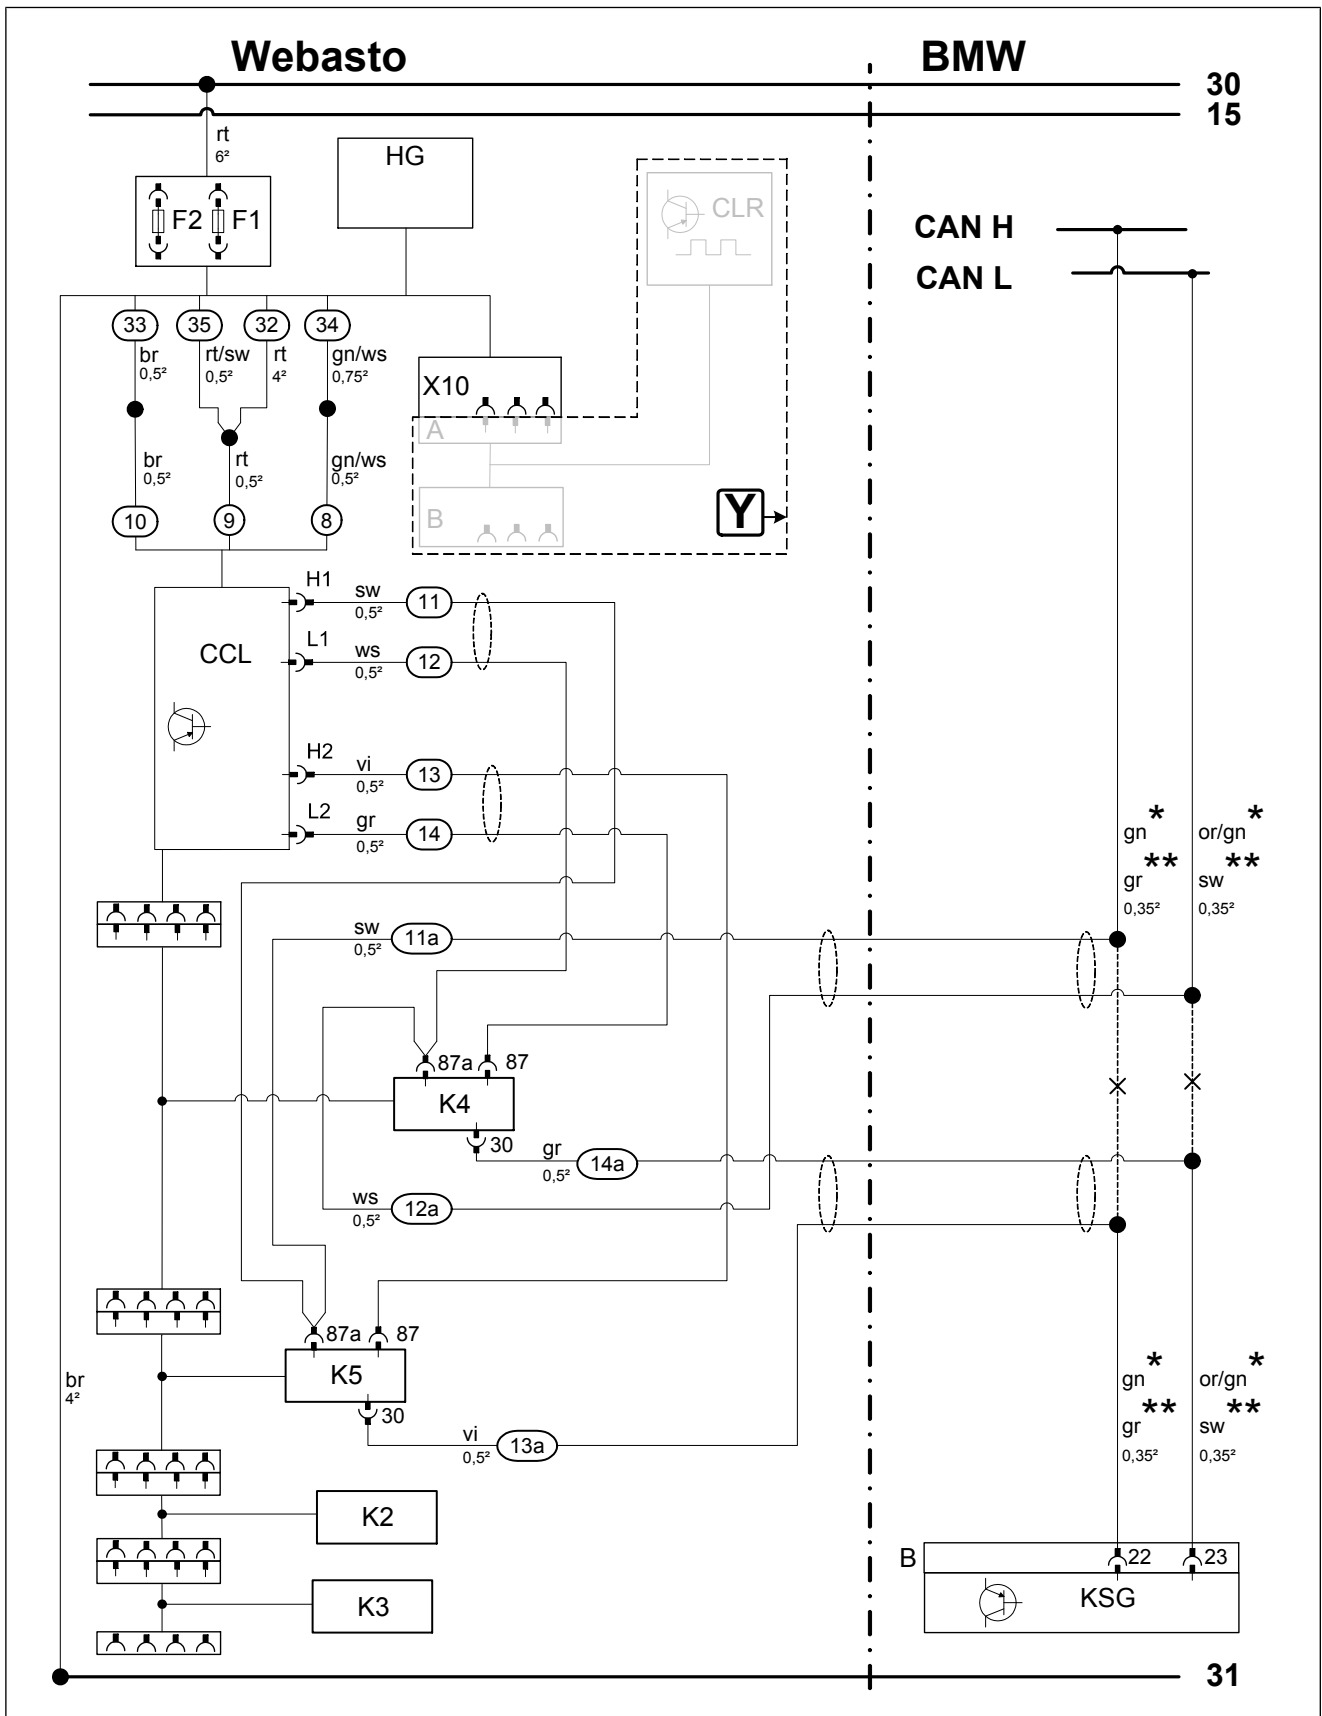 Webasto
BMW
30
15
rt
6²
HG
F2
F1
CLR
CAN H
CAN L
33
35
32
34
br
0,5²
rt/sw
0,5²
rt
4²
gn/ws
0,75²
X10
A
br
0,5²
rt
0,5²
gn/ws
0,5²
B
Y
10
9
8
H1
sw
0,5²
11
L1
ws
0,5²
12
CCL
H2
vi
0,5²
13
L2
gr
0,5²
14
gn*
gr**
0,35²
or/gn*
sw**
0,35²
sw
0,5²
11a
87a
87
K4
30
gr
0,5²
14a
ws
0,5²
12a
87a
87
K5
30
br
4²
vi
0,5²
13a
gn*
gr**
0,35²
or/gn*
sw**
0,35²
K2
B
22
23
KSG
K3
31